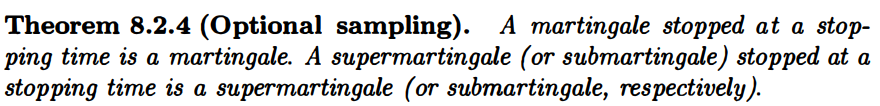 Theorem 8.2.4 (Optional sampling). A martingale stopped at a stop-
ping time is a martingale. A supermartingale (or submartingale) stopped at a
stopping time is a supermartingale (or submartingale, respectively).